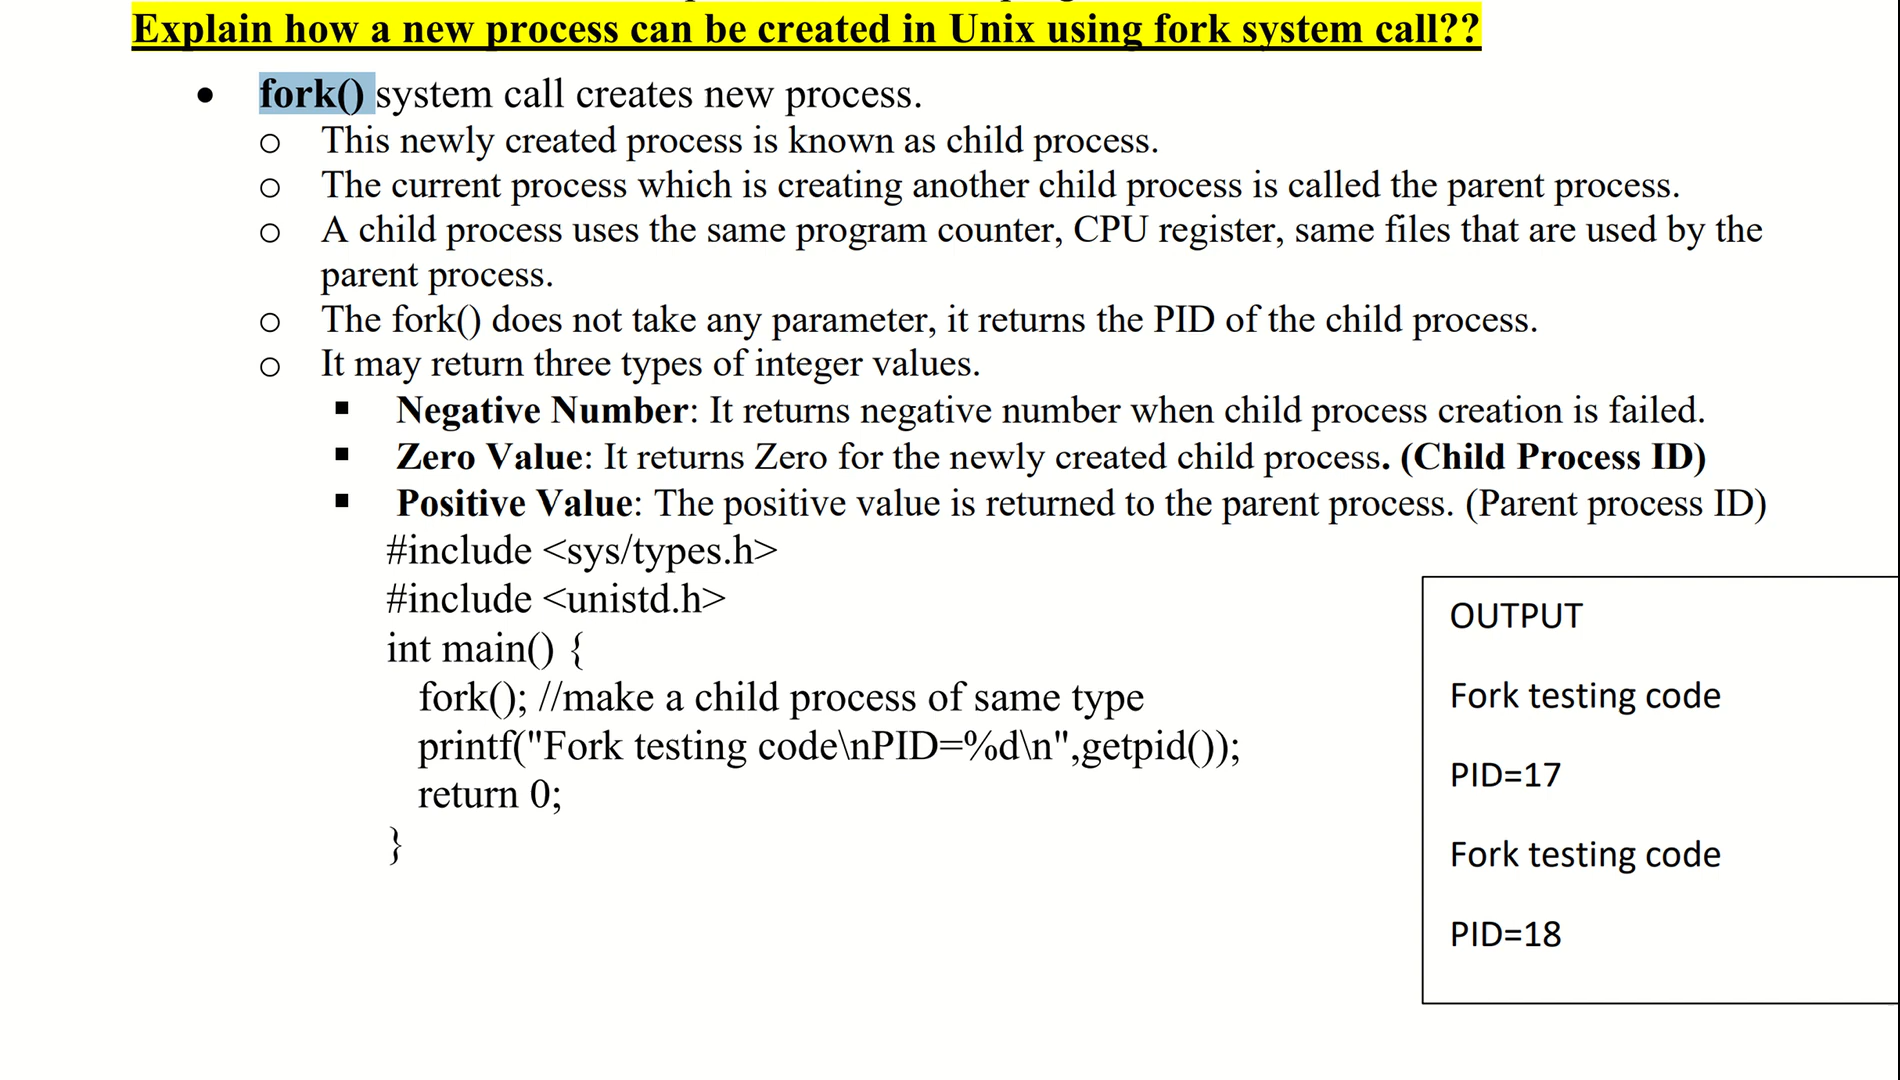 Explain how a new process can be created in Unix using fork system call??
• fork() system call creates new process.
o This newly created process is known as child process.
o The current process which is creating another child process is called the parent process.
o A child process uses the same program counter, CPU register, same files that are used by the
parent process.
o The fork() does not take any parameter, it returns the PID of the child process.
o It may return three types of integer values.
▪ Negative Number: It returns negative number when child process creation is failed.
▪ Zero Value: It returns Zero for the newly created child process. (Child Process ID)
▪ Positive Value: The positive value is returned to the parent process. (Parent process ID)
#include <sys/types.h>
#include <unistd.h>
int main() {
fork(); //make a child process of same type
printf("Fork testing code\nPID=%d\n",getpid());
return 0;
}
OUTPUT
Fork testing code
PID=17
Fork testing code
PID=18